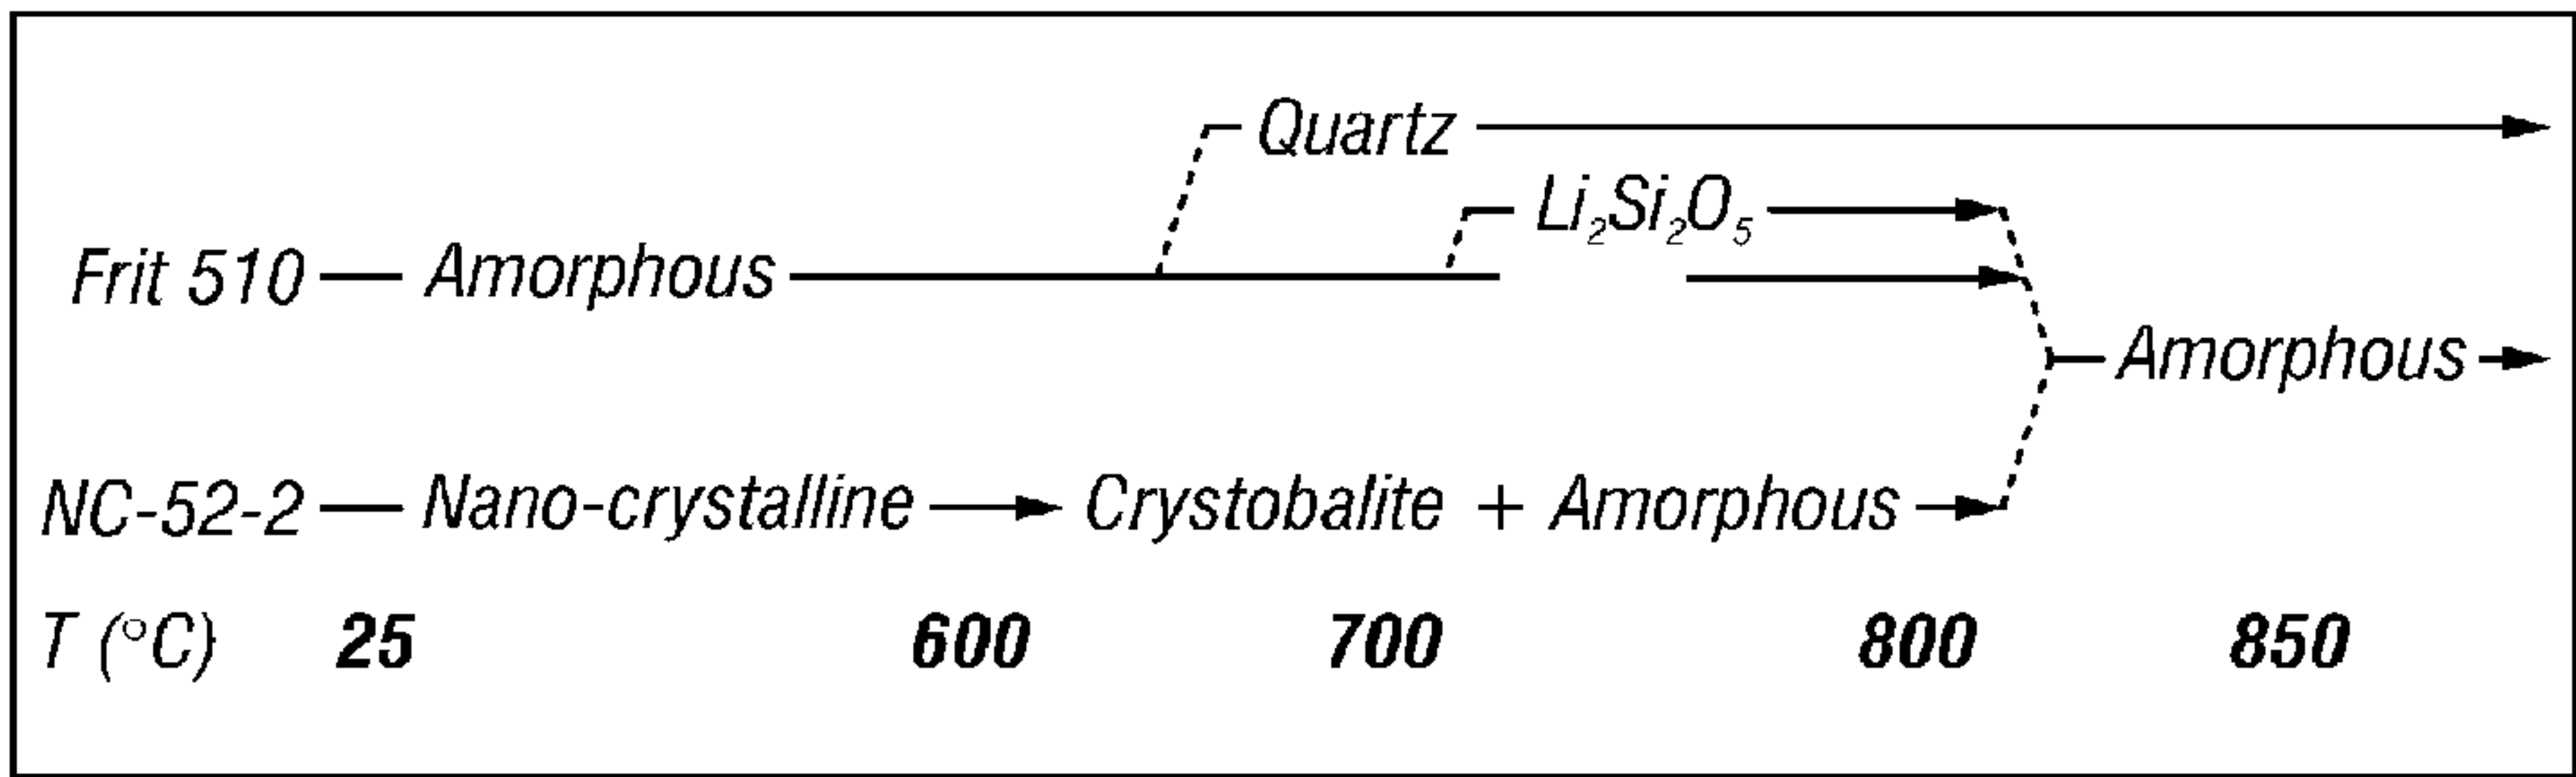 Quartz
Li₂Si₂O₅
Frit 510 Amorphous
Amorphous
NC-52-2 Nano-crystalline Crystobalite + Amorphous
T (°C) 25 600 700 800 850